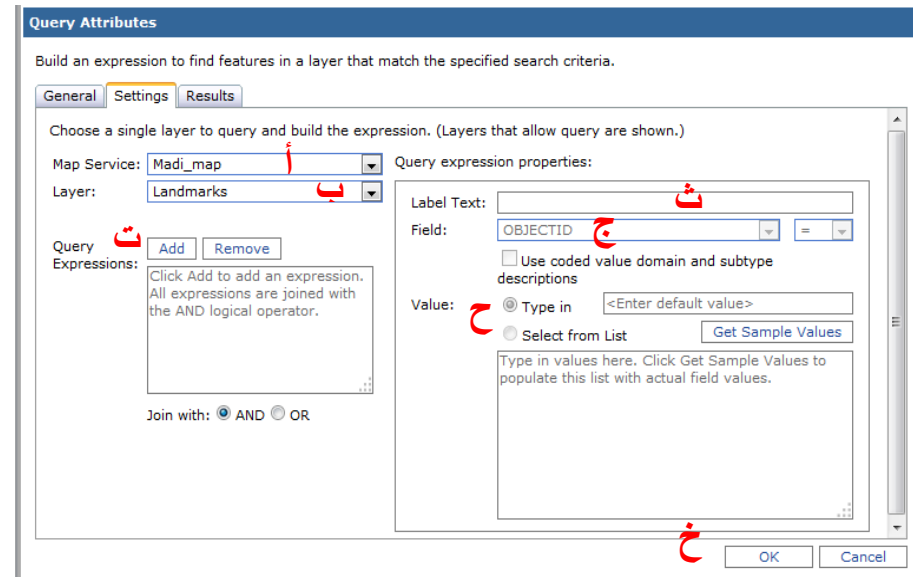 Query Attributes
Build an expression to find features in a layer that match the specified search criteria.
General Settings Results
Choose a single layer to query and build the expression. (Layers that allow query are shown.)
Map Service: Madi_map
أ
Layer: Landmarks
ب
ت
Query Expressions:
Add Remove
Click Add to add an expression.
All expressions are joined with
the AND logical operator.
Join with: AND OR
Query expression properties:
Label Text:
ث
Field: OBJECTID =
ج
Use coded value domain and subtype
descriptions
Value:
ح
Type in <Enter default value>
Select from List Get Sample Values
Type in values here. Click Get Sample Values to
populate this list with actual field values.
خ
OK Cancel